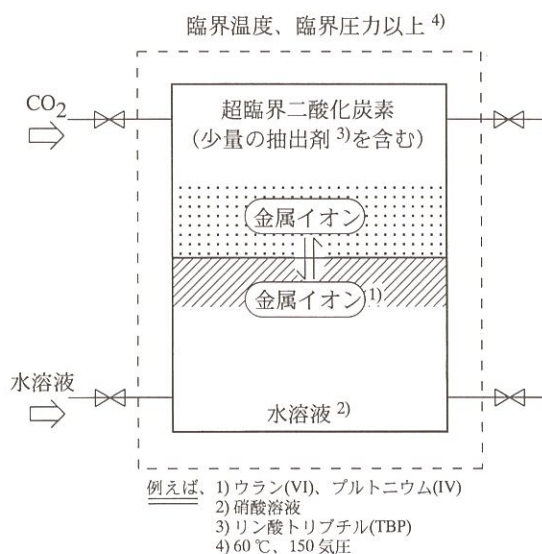 臨界温度、臨界圧力以上 4)
CO2
超臨界二酸化炭素
(少量の抽出剤 3)を含む)
金属イオン
金属イオン 1)
水溶液
水溶液 2)
例えば、1) ウラン(VI)、プルトニウム(IV)
2) 硝酸溶液
3) リン酸トリブチル(TBP)
4) 60 ℃、150 気圧